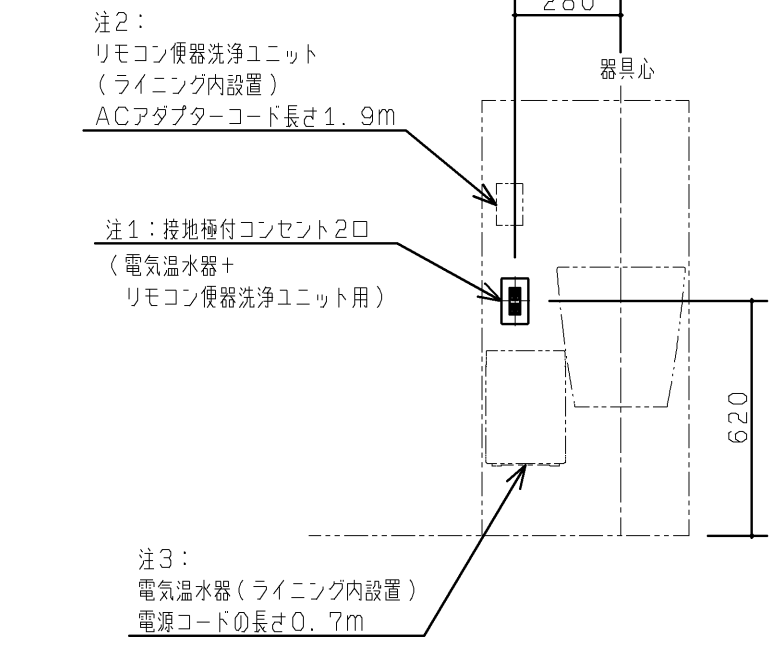 注2：
リモコン便器洗浄ユニット
（ライニング内設置）
ACアダプターコード長さ1．9m
器具心
注1：接地極付コンセント2口
（電気温水器＋
リモコン便器洗浄ユニット用）
620
注3：
電気温水器（ライニング内設置）
電源コードの長さ0．7m